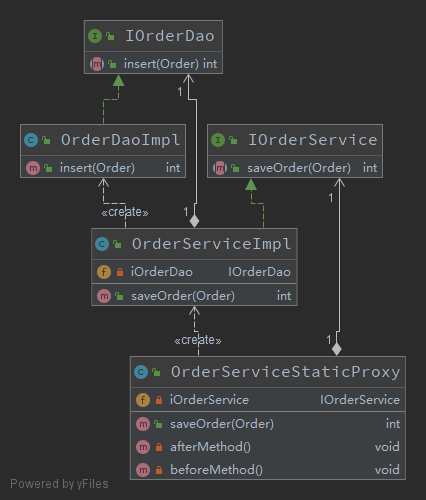 I IOrderDao
m insert(Order) int
1
C OrderDaoImpl
m insert(Order) int
I IOrderService
m saveOrder(Order) int
«create»
1
1
C OrderServiceImpl
f iOrderDao IOrderDao
m saveOrder(Order) int
«create»
1
C OrderServiceStaticProxy
f iOrderService IOrderService
m saveOrder(Order) int
m afterMethod() void
m beforeMethod() void
Powered by yFiles